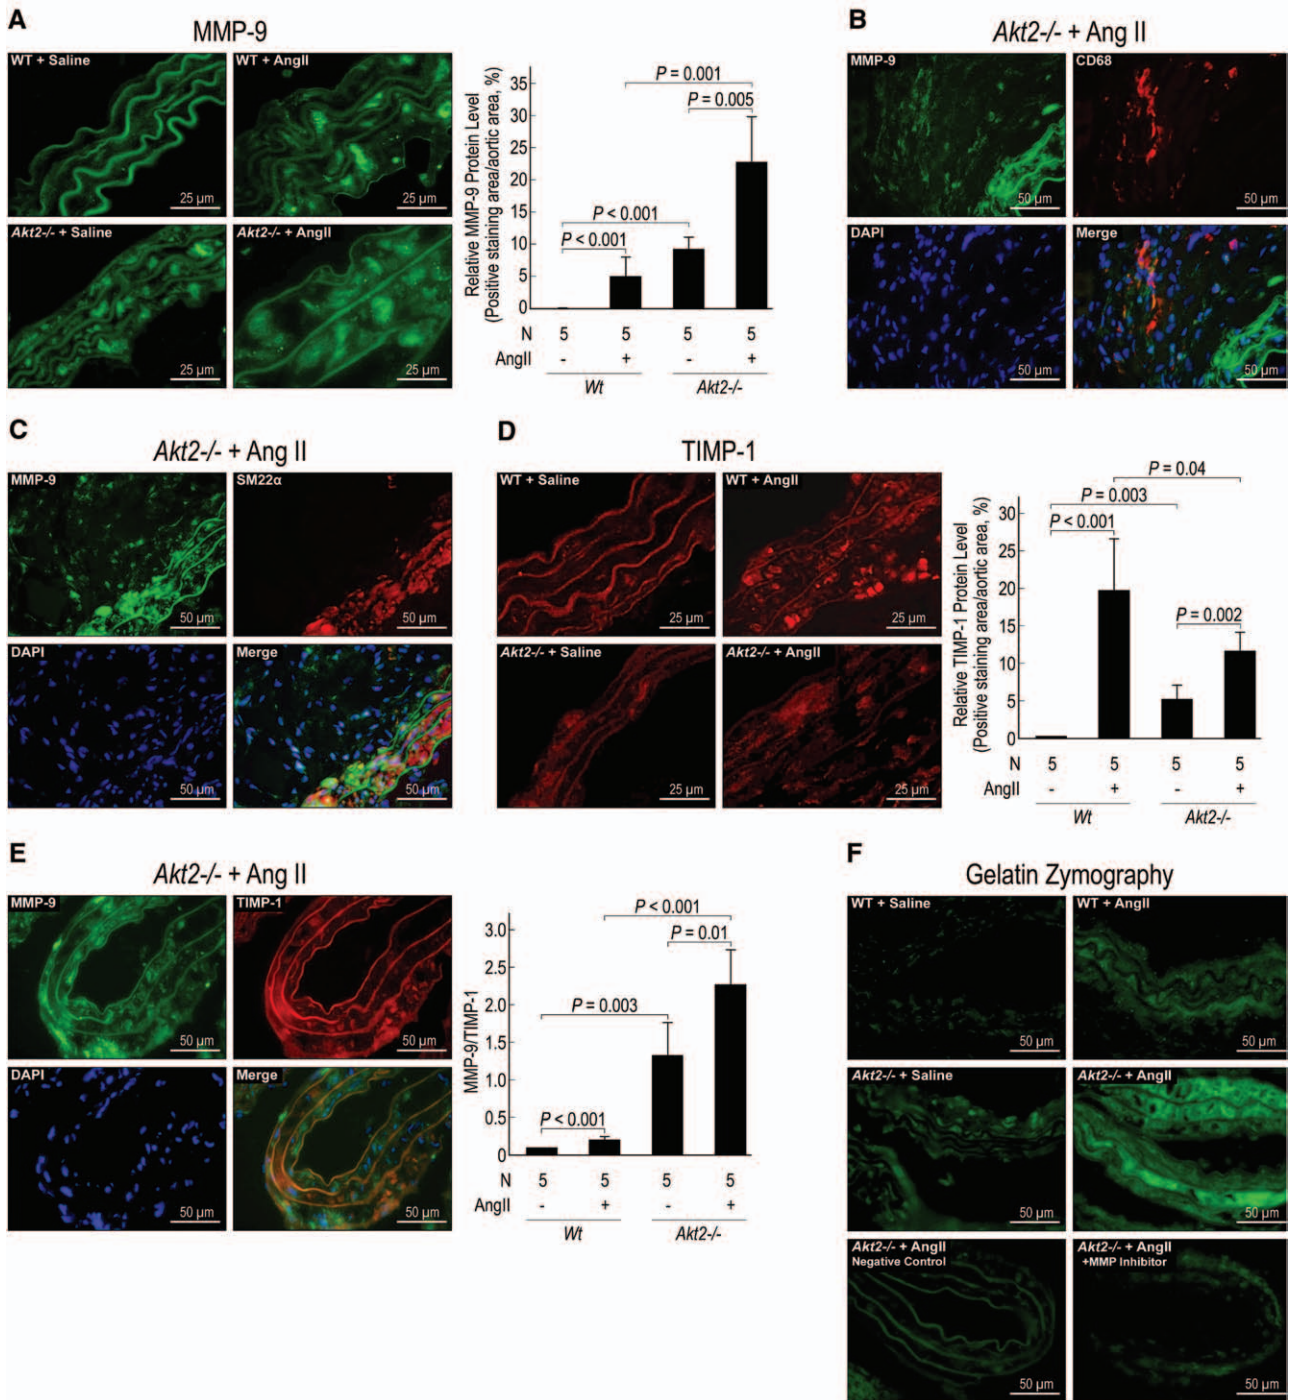 A
MMP-9
WT + Saline
WT + AngII
25 µm
25 µm
Akt2-/- + Saline
Akt2-/- + AngII
25 µm
25 µm
Relative MMP-9 Protein Level
(Positive staining area/aortic area, %)
35
30
25
20
15
10
5
0
P = 0.001
P = 0.005
P < 0.001
P < 0.001
N 5 5 5 5
AngII - + - +
Wt Akt2-/-
B
Akt2-/- + Ang II
MMP-9
CD68
50 µm
50 µm
DAPI
Merge
50 µm
50 µm
C
Akt2-/- + Ang II
MMP-9
SM22α
50 µm
50 µm
DAPI
Merge
50 µm
50 µm
D
TIMP-1
WT + Saline
WT + AngII
25 µm
25 µm
Akt2-/- + Saline
Akt2-/- + AngII
25 µm
25 µm
Relative TIMP-1 Protein Level
(Positive staining area/aortic area, %)
30
25
20
15
10
5
0
P = 0.04
P = 0.003
P < 0.001
P = 0.002
N 5 5 5 5
AngII - + - +
Wt Akt2-/-
E
Akt2-/- + Ang II
MMP-9
TIMP-1
50 µm
50 µm
DAPI
Merge
50 µm
50 µm
MMP-9/TIMP-1
3.0
2.5
2.0
1.5
1.0
0.5
0
P < 0.001
P = 0.01
P = 0.003
P < 0.001
N 5 5 5 5
AngII - + - +
Wt Akt2-/-
F
Gelatin Zymography
WT + Saline
WT + AngII
50 µm
50 µm
Akt2-/- + Saline
Akt2-/- + AngII
50 µm
50 µm
Akt2-/- + AngII
Negative Control
Akt2-/- + AngII
+MMP Inhibitor
50 µm
50 µm